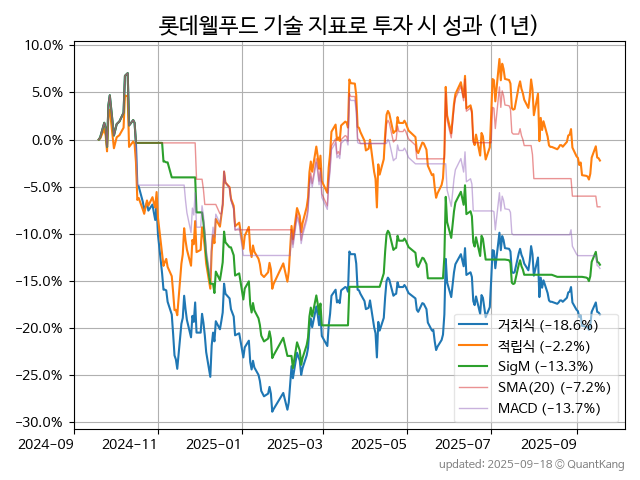 롯데웰푸드 기술 지표로 투자 시 성과 (1년)
10.0%
5.0%
0.0%
-5.0%
-10.0%
-15.0%
-20.0%
-25.0%
-30.0%
거치식 (-18.6%)
적립식 (-2.2%)
SigM (-13.3%)
SMA(20) (-7.2%)
MACD (-13.7%)
2024-09
2024-11
2025-01
2025-03
2025-05
2025-07
2025-09
updated: 2025-09-18 © QuantKang